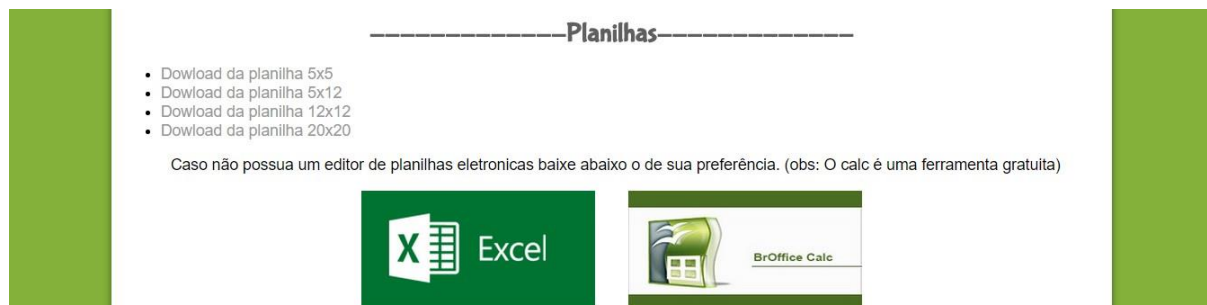 -------------Planilhas-------------
Dowload da planilha 5x5
Dowload da planilha 5x12
Dowload da planilha 12x12
Dowload da planilha 20x20
Caso não possua um editor de planilhas eletronicas baixe abaixo o de sua preferência. (obs: O calc é uma ferramenta gratuita)
X Excel
BrOffice Calc